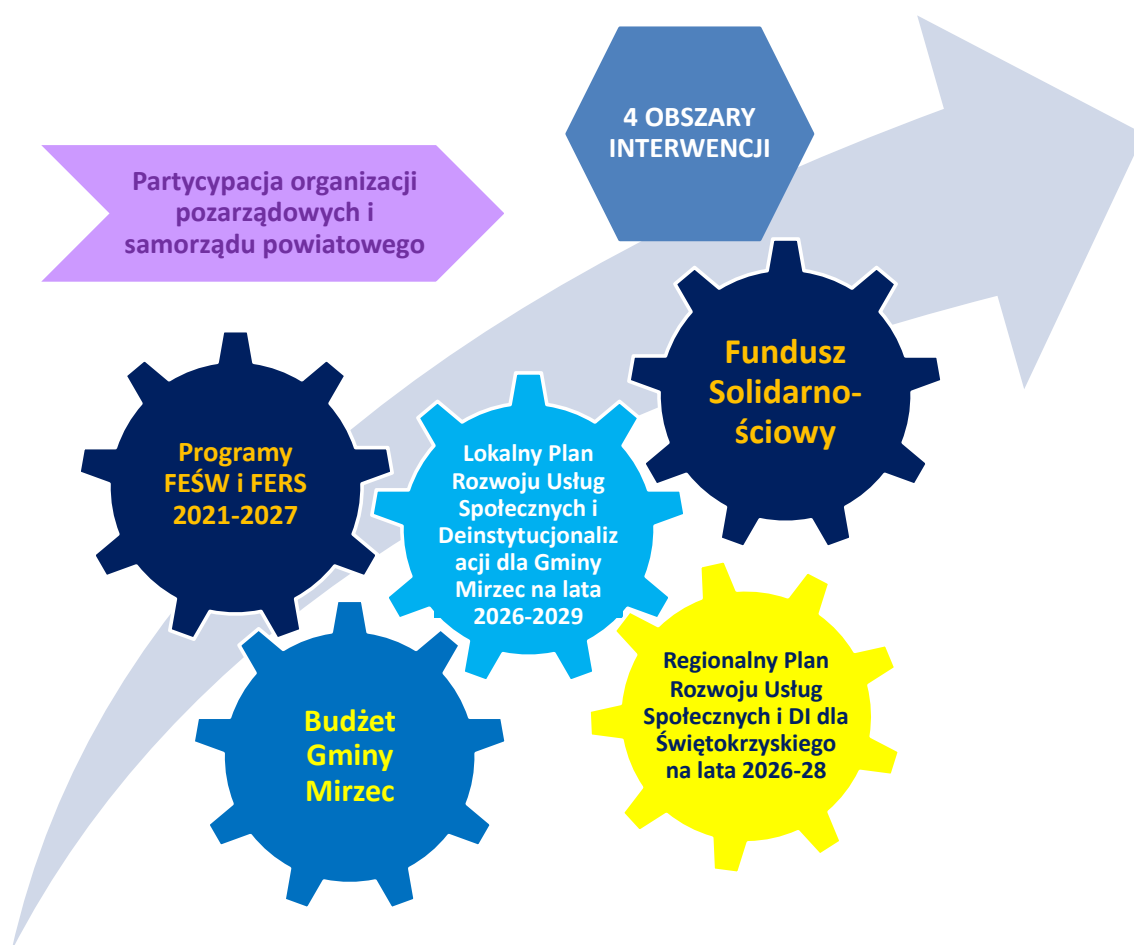 4 OBSZARY
INTERWENCJI
Partycypacja organizacji
pozarządowych i
samorządu powiatowego
Fundusz
Solidarno-
ściowy
Programy
FEŚW i FERS
2021-2027
Lokalny Plan
Rozwoju Usług
Społecznych i
Deinstytucjonaliz
acji dla Gminy
Mirzec na lata
2026-2029
Regionalny Plan
Rozwoju Usług
Społecznych i DI dla
Świętokrzyskiego
na lata 2026-28
Budżet
Gminy
Mirzec